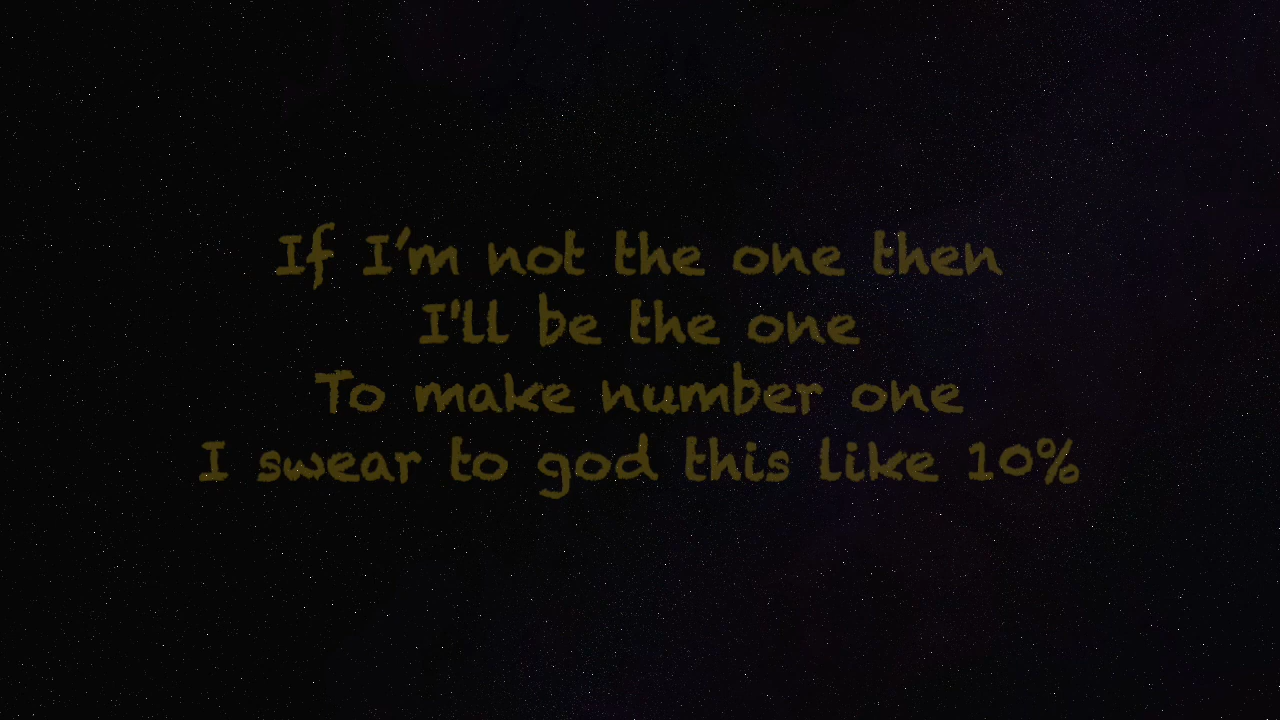 If I'm not the one then
I'll be the one
To make number one
I swear to god this like 10%